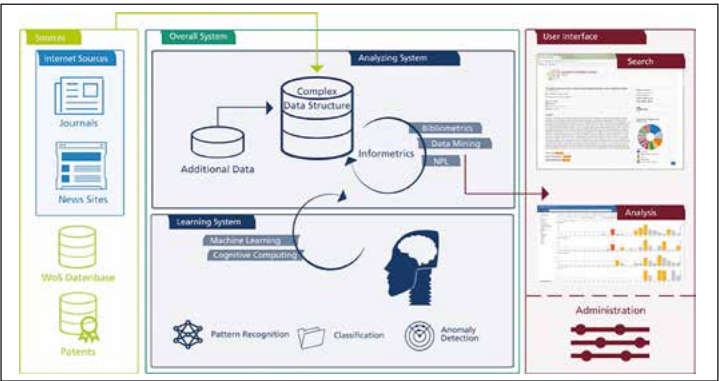 Sources
Internet Sources
Journals
News Sites
WoS Datenbase
Patents
Overall System
Analyzing System
Complex
Data Structure
Additional Data
Informetrics
Bibliometrics
Data Mining
NPL
Learning System
Machine Learning
Cognitive Computing
Pattern Recognition
Classification
Anomaly
Detection
User Interface
Search
Analysis
Administration